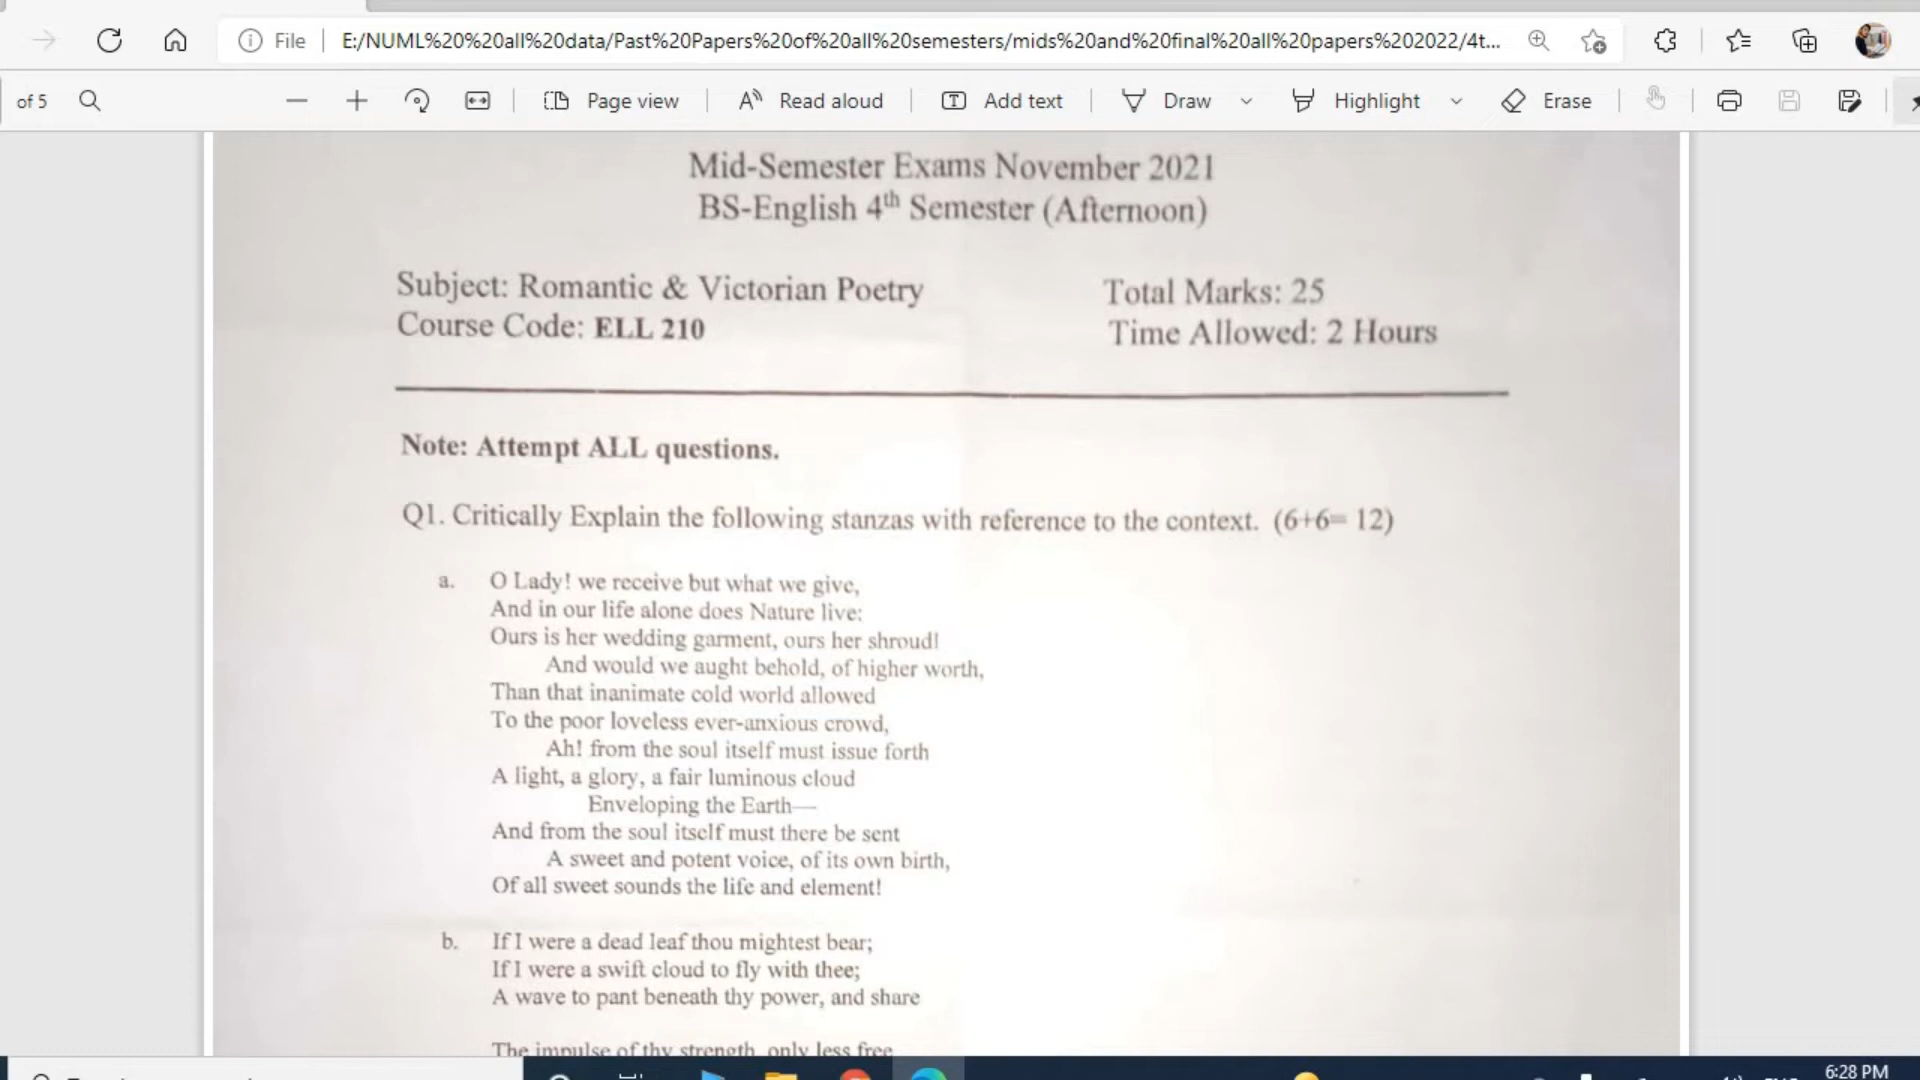 File E:/NUML%20%20all%20data/Past%20Papers%20of%20all%20semesters/mids%20and%20final%20all%20papers%202022/4t...
of 5 Page view Read aloud Add text Draw Highlight Erase
Mid-Semester Exams November 2021
BS-English 4th Semester (Afternoon)
Subject: Romantic & Victorian Poetry Total Marks: 25
Course Code: ELL 210 Time Allowed: 2 Hours
Note: Attempt ALL questions.
Q1. Critically Explain the following stanzas with reference to the context. (6+6= 12)
a. O Lady! we receive but what we give,
And in our life alone does Nature live:
Ours is her wedding garment, ours her shroud!
And would we aught behold, of higher worth,
Than that inanimate cold world allowed
To the poor loveless ever-anxious crowd,
Ah! from the soul itself must issue forth
A light, a glory, a fair luminous cloud
Enveloping the Earth—
And from the soul itself must there be sent
A sweet and potent voice, of its own birth,
Of all sweet sounds the life and element!
b. If I were a dead leaf thou mightest bear;
If I were a swift cloud to fly with thee;
A wave to pant beneath thy power, and share
The impulse of thy strength, only less free
6:28 PM